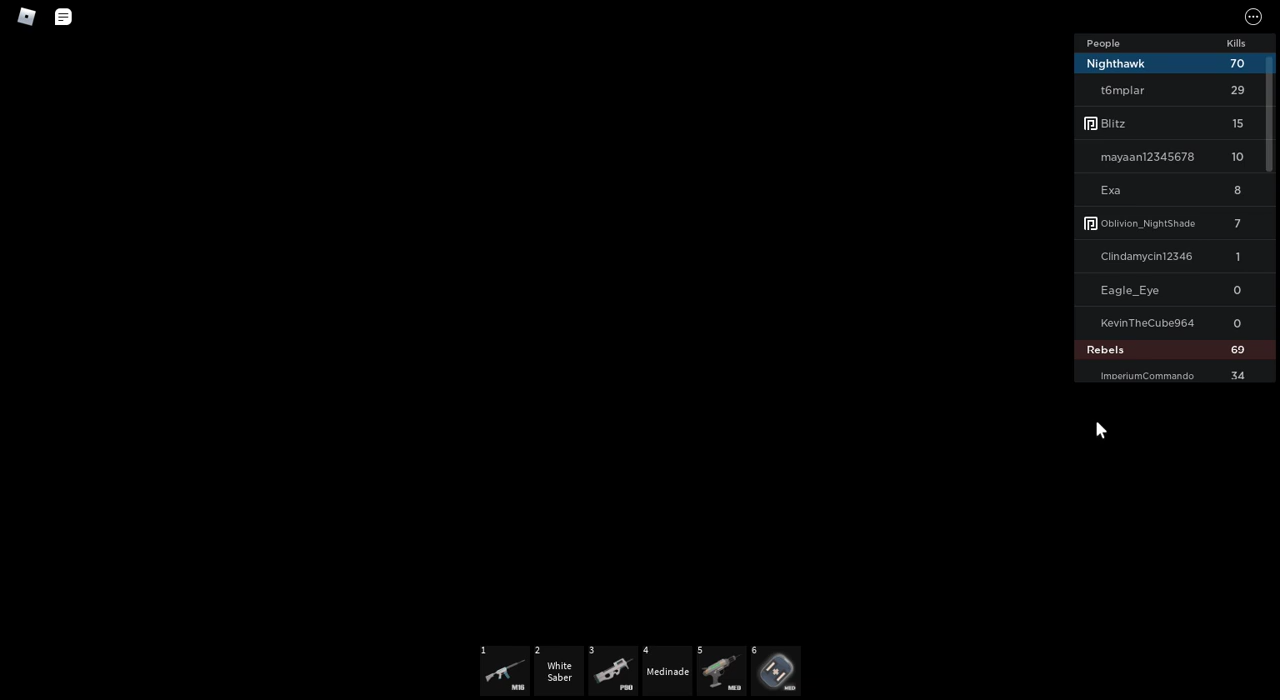 People Kills
Nighthawk 70
t6mplar 29
Blitz 15
mayaan12345678 10
Exa 8
Oblivion_NightShade 7
Clindamycin12346 1
Eagle_Eye 0
KevinTheCube964 0
Rebels 69
ImperiumCommando 34
1 2 3 4 5 6
White
Saber
Medinade
M16 P90 MED MED